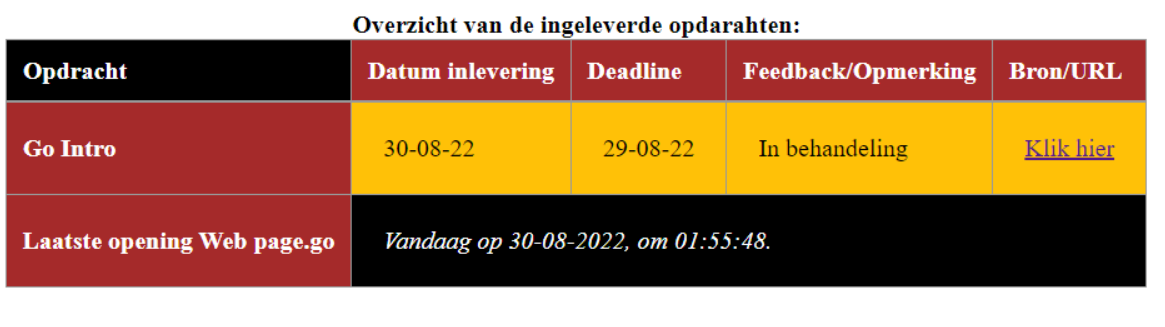 Overzicht van de ingeleverde opdarahten:
Opdracht Datum inlevering Deadline Feedback/Opmerking Bron/URL
Go Intro 30-08-22 29-08-22 In behandeling Klik hier
Laatste opening Web page.go Vandaag op 30-08-2022, om 01:55:48.